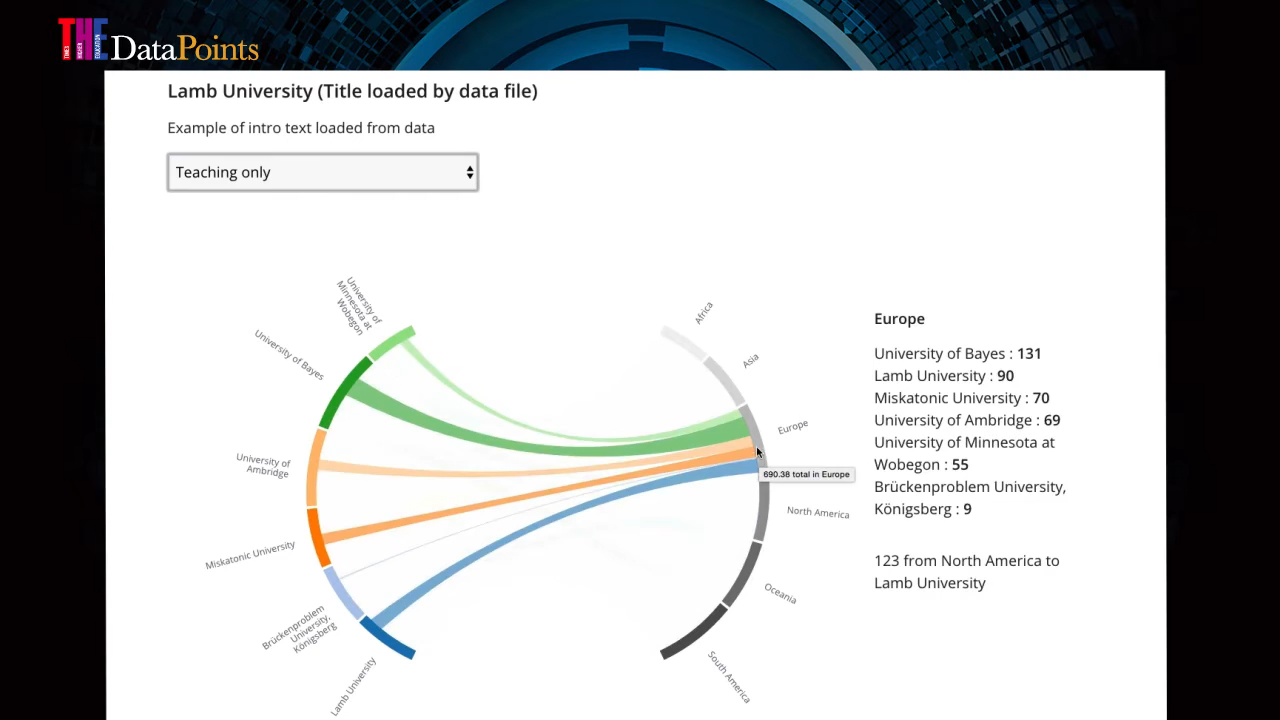 THE
TIMES
HIGHER
EDUCATION
DataPoints
Lamb University (Title loaded by data file)
Example of intro text loaded from data
Teaching only
University of
Minnesota at
Wobegon
University of Bayes
University of
Ambridge
Miskatonic University
Brückenproblem
University,
Königsberg
Lamb University
Africa
Asia
Europe
690.38 total in Europe
North America
Oceania
South America
Europe
University of Bayes : 131
Lamb University : 90
Miskatonic University : 70
University of Ambridge : 69
University of Minnesota at
Wobegon : 55
Brückenproblem University,
Königsberg : 9
123 from North America to
Lamb University